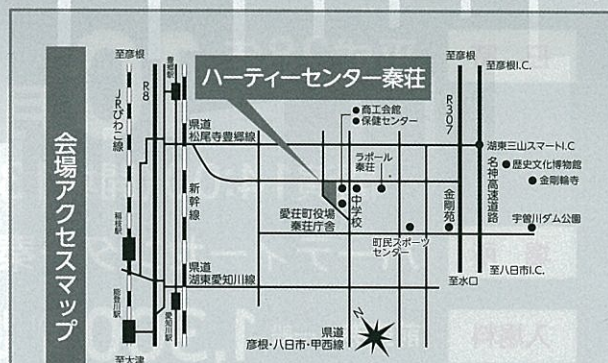 会場アクセスマップ
ハーティーセンター秦荘
至彦根
JRびわこ線
R8
豊郷駅
稲枝駅
能登川駅
至大津
新幹線
愛知川駅
県道
松尾寺豊郷線
県道
湖東愛知川線
商工会館
保健センター
ラポール
秦荘
中学校
愛荘町役場
秦荘庁舎
町民スポーツ
センター
金剛苑
県道
彦根・八日市・甲西線
N
至彦根
R307
至水口
至彦根I.C.
湖東三山スマートI.C
名神高速道路
歴史文化博物館
金剛輪寺
宇曽川ダム公園
至八日市I.C.